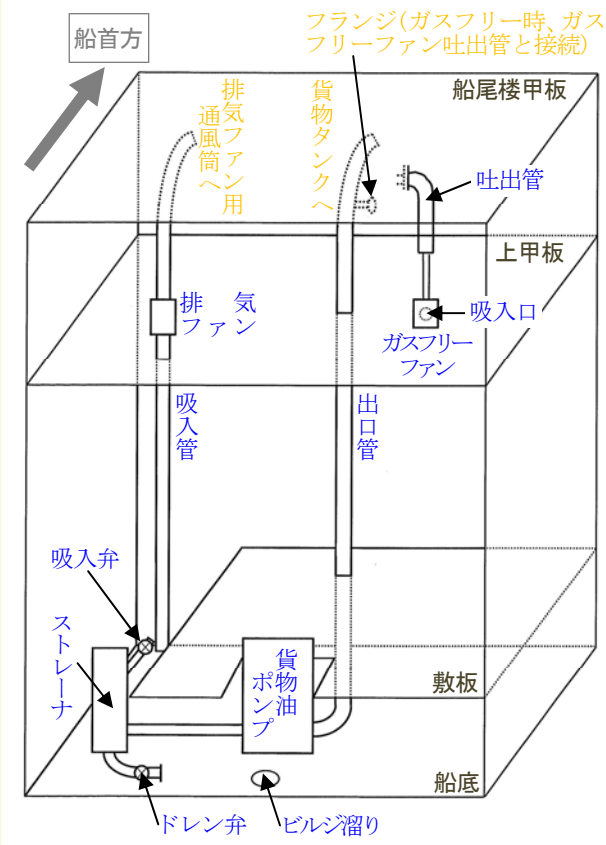 船首方
フランジ(ガスフリー時、ガス
フリーファン吐出管と接続)
船尾楼甲板
排気ファン用
通風筒へ
貨物タンクへ
吐出管
上甲板
排気
ファン
吸入口
ガスフリー
ファン
吸入管
出口管
吸入弁
ストレーナ
貨物油
ポンプ
敷板
船底
ドレン弁
ビルジ溜り